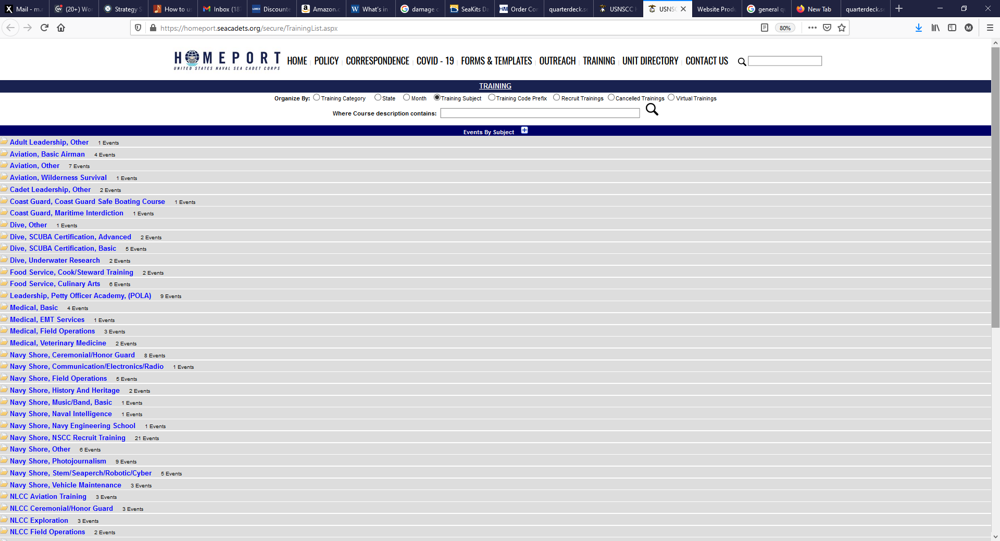 Mail - m.r
(20+) Wor
Strategy S
How to us
Inbox (187
Discounte
Amazon.c
What's in
damage c
SeaKits Da
Order Cor
quarterdeck.se
USNSCC H
USNSC
Website Produ
general qu
New Tab
quarterdeck.se
https://homeport.seacadets.org/secure/TrainingList.aspx
80%
M
HOMEPORT
UNITED STATES NAVAL SEA CADET CORPS
HOME | POLICY | CORRESPONDENCE | COVID - 19 | FORMS & TEMPLATES | OUTREACH | TRAINING | UNIT DIRECTORY | CONTACT US
TRAINING
Organize By: Training Category State Month Training Subject Training Code Prefix Recruit Trainings Cancelled Trainings Virtual Trainings
Where Course description contains:
Events By Subject
Adult Leadership, Other 1 Events
Aviation, Basic Airman 4 Events
Aviation, Other 7 Events
Aviation, Wilderness Survival 1 Events
Cadet Leadership, Other 2 Events
Coast Guard, Coast Guard Safe Boating Course 1 Events
Coast Guard, Maritime Interdiction 1 Events
Dive, Other 1 Events
Dive, SCUBA Certification, Advanced 2 Events
Dive, SCUBA Certification, Basic 5 Events
Dive, Underwater Research 2 Events
Food Service, Cook/Steward Training 2 Events
Food Service, Culinary Arts 6 Events
Leadership, Petty Officer Academy, (POLA) 9 Events
Medical, Basic 4 Events
Medical, EMT Services 1 Events
Medical, Field Operations 3 Events
Medical, Veterinary Medicine 2 Events
Navy Shore, Ceremonial/Honor Guard 8 Events
Navy Shore, Communication/Electronics/Radio 1 Events
Navy Shore, Field Operations 5 Events
Navy Shore, History And Heritage 2 Events
Navy Shore, Music/Band, Basic 1 Events
Navy Shore, Naval Intelligence 1 Events
Navy Shore, Navy Engineering School 1 Events
Navy Shore, NSCC Recruit Training 21 Events
Navy Shore, Other 6 Events
Navy Shore, Photojournalism 9 Events
Navy Shore, Stem/Seaperch/Robotic/Cyber 5 Events
Navy Shore, Vehicle Maintenance 3 Events
NLCC Aviation Training 3 Events
NLCC Ceremonial/Honor Guard 3 Events
NLCC Exploration 3 Events
NLCC Field Operations 2 Events